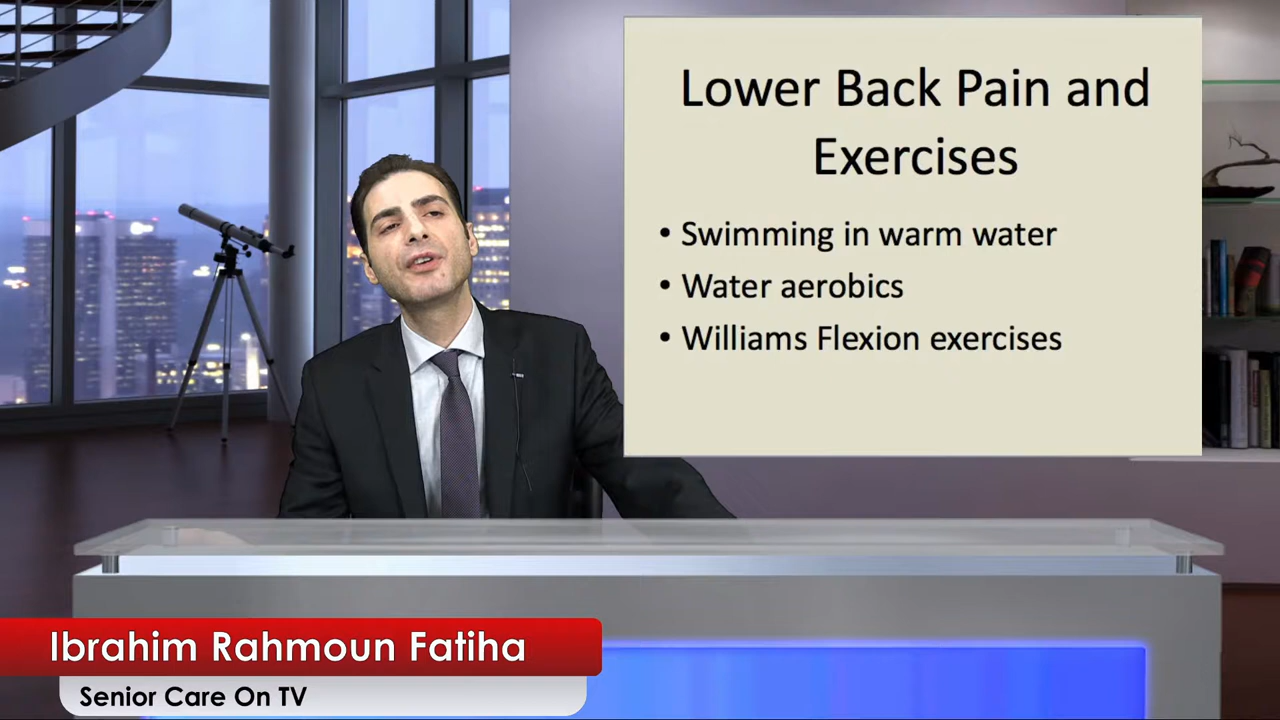 Lower Back Pain and
Exercises
• Swimming in warm water
• Water aerobics
• Williams Flexion exercises
Ibrahim Rahmoun Fatiha
Senior Care On TV